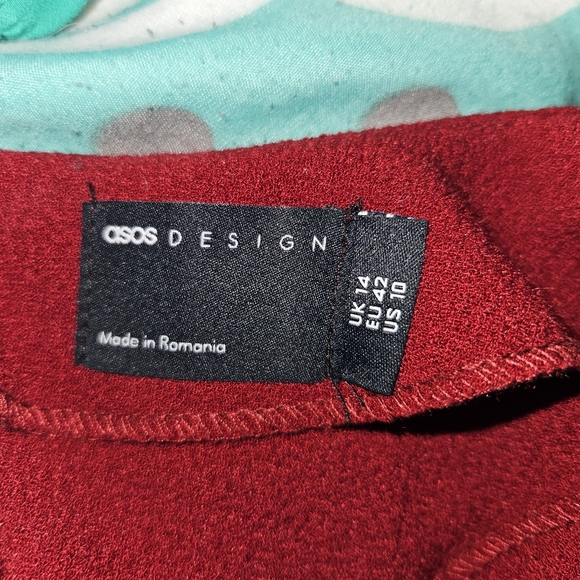 asos DESIGN
Made in Romania
UK 14
EU 42
US 10